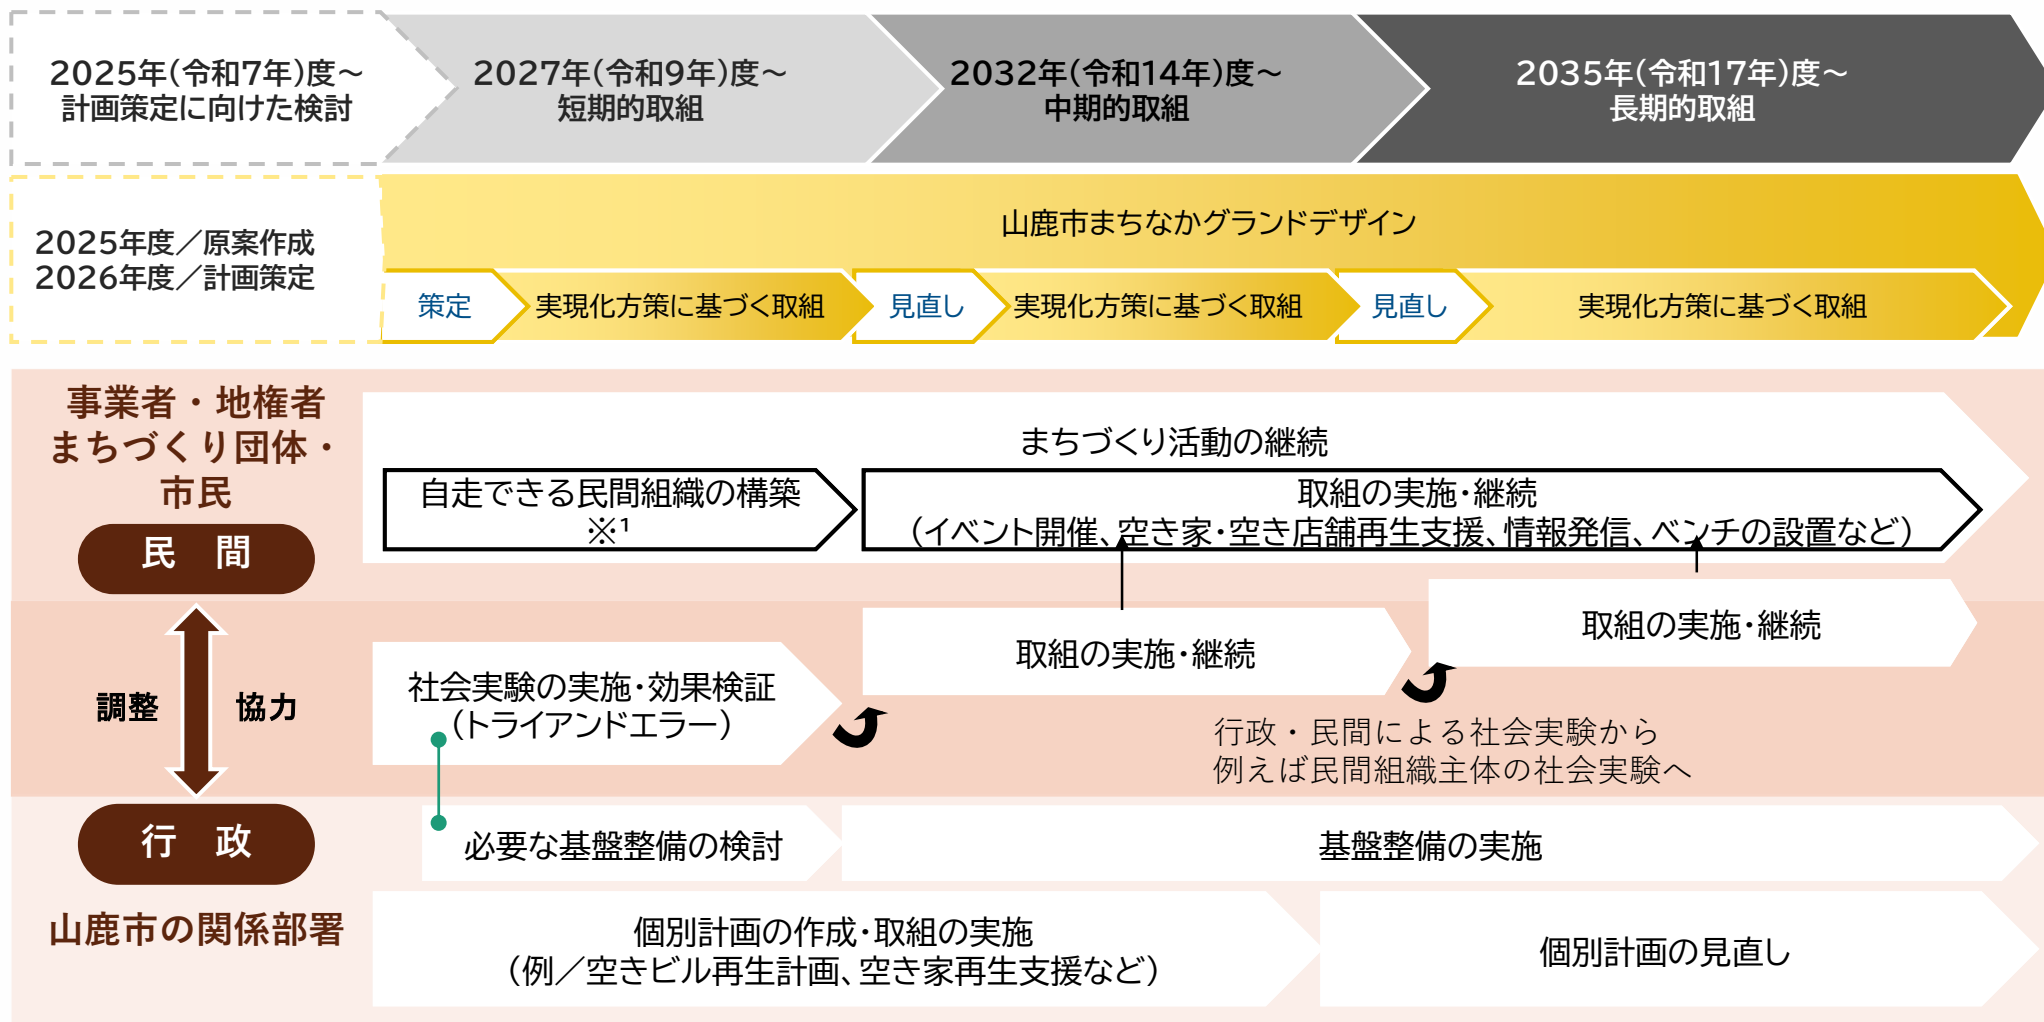 2025年(令和7年)度～
計画策定に向けた検討
2027年(令和9年)度～
短期的取組
2032年(令和14年)度～
中期的取組
2035年(令和17年)度～
長期的取組
2025年度／原案作成
2026年度／計画策定
山鹿市まちなかグランドデザイン
策定
実現化方策に基づく取組
見直し
実現化方策に基づく取組
見直し
実現化方策に基づく取組
事業者・地権者
まちづくり団体・
市民
民　間
まちづくり活動の継続
自走できる民間組織の構築
※¹
取組の実施・継続
（イベント開催、空き家・空き店舗再生支援、情報発信、ベンチの設置など）
調整
協力
社会実験の実施・効果検証
（トライアンドエラー）
取組の実施・継続
取組の実施・継続
行政・民間による社会実験から
例えば民間組織主体の社会実験へ
行　政
山鹿市の関係部署
必要な基盤整備の検討
基盤整備の実施
個別計画の作成・取組の実施
（例／空きビル再生計画、空き家再生支援など）
個別計画の見直し